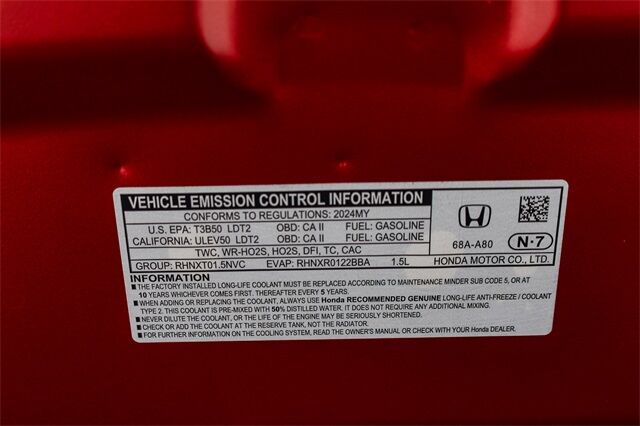 VEHICLE EMISSION CONTROL INFORMATION
CONFORMS TO REGULATIONS: 2024MY
U.S. EPA: T3B50 LDT2 OBD: CA II FUEL: GASOLINE
CALIFORNIA: ULEV50 LDT2 OBD: CA II FUEL: GASOLINE
TWC, WR-HO2S, HO2S, DFI, TC, CAC
GROUP: RHNXT01.5NVC EVAP: RHNXR0122BBA 1.5L
68A-A80 N-7
HONDA MOTOR CO., LTD.
INFORMATION
■ THE FACTORY INSTALLED LONG-LIFE COOLANT MUST BE REPLACED ACCORDING TO MAINTENANCE MINDER SUB CODE 5, OR AT
10 YEARS WHICHEVER COMES FIRST. THEREAFTER EVERY 5 YEARS.
■ WHEN ADDING OR REPLACING THE COOLANT, ALWAYS USE Honda RECOMMENDED GENUINE LONG-LIFE ANTI-FREEZE / COOLANT
TYPE 2. THIS COOLANT IS PRE-MIXED WITH 50% DISTILLED WATER. IT DOES NOT REQUIRE ANY ADDITIONAL MIXING.
■ NEVER DILUTE THE COOLANT, OR THE LIFE OF THE ENGINE MAY BE SERIOUSLY SHORTENED.
■ CHECK OR ADD THE COOLANT AT THE RESERVE TANK, NOT THE RADIATOR.
■ FOR FURTHER INFORMATION ON THE COOLING SYSTEM, READ THE OWNER'S MANUAL OR CHECK WITH YOUR Honda DEALER.